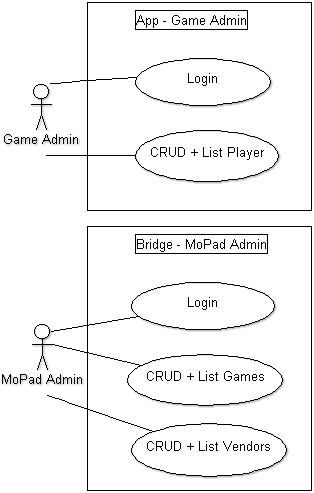 App - Game Admin
Login
Game Admin
CRUD + List Player
Bridge - MoPad Admin
Login
MoPad Admin
CRUD + List Games
CRUD + List Vendors